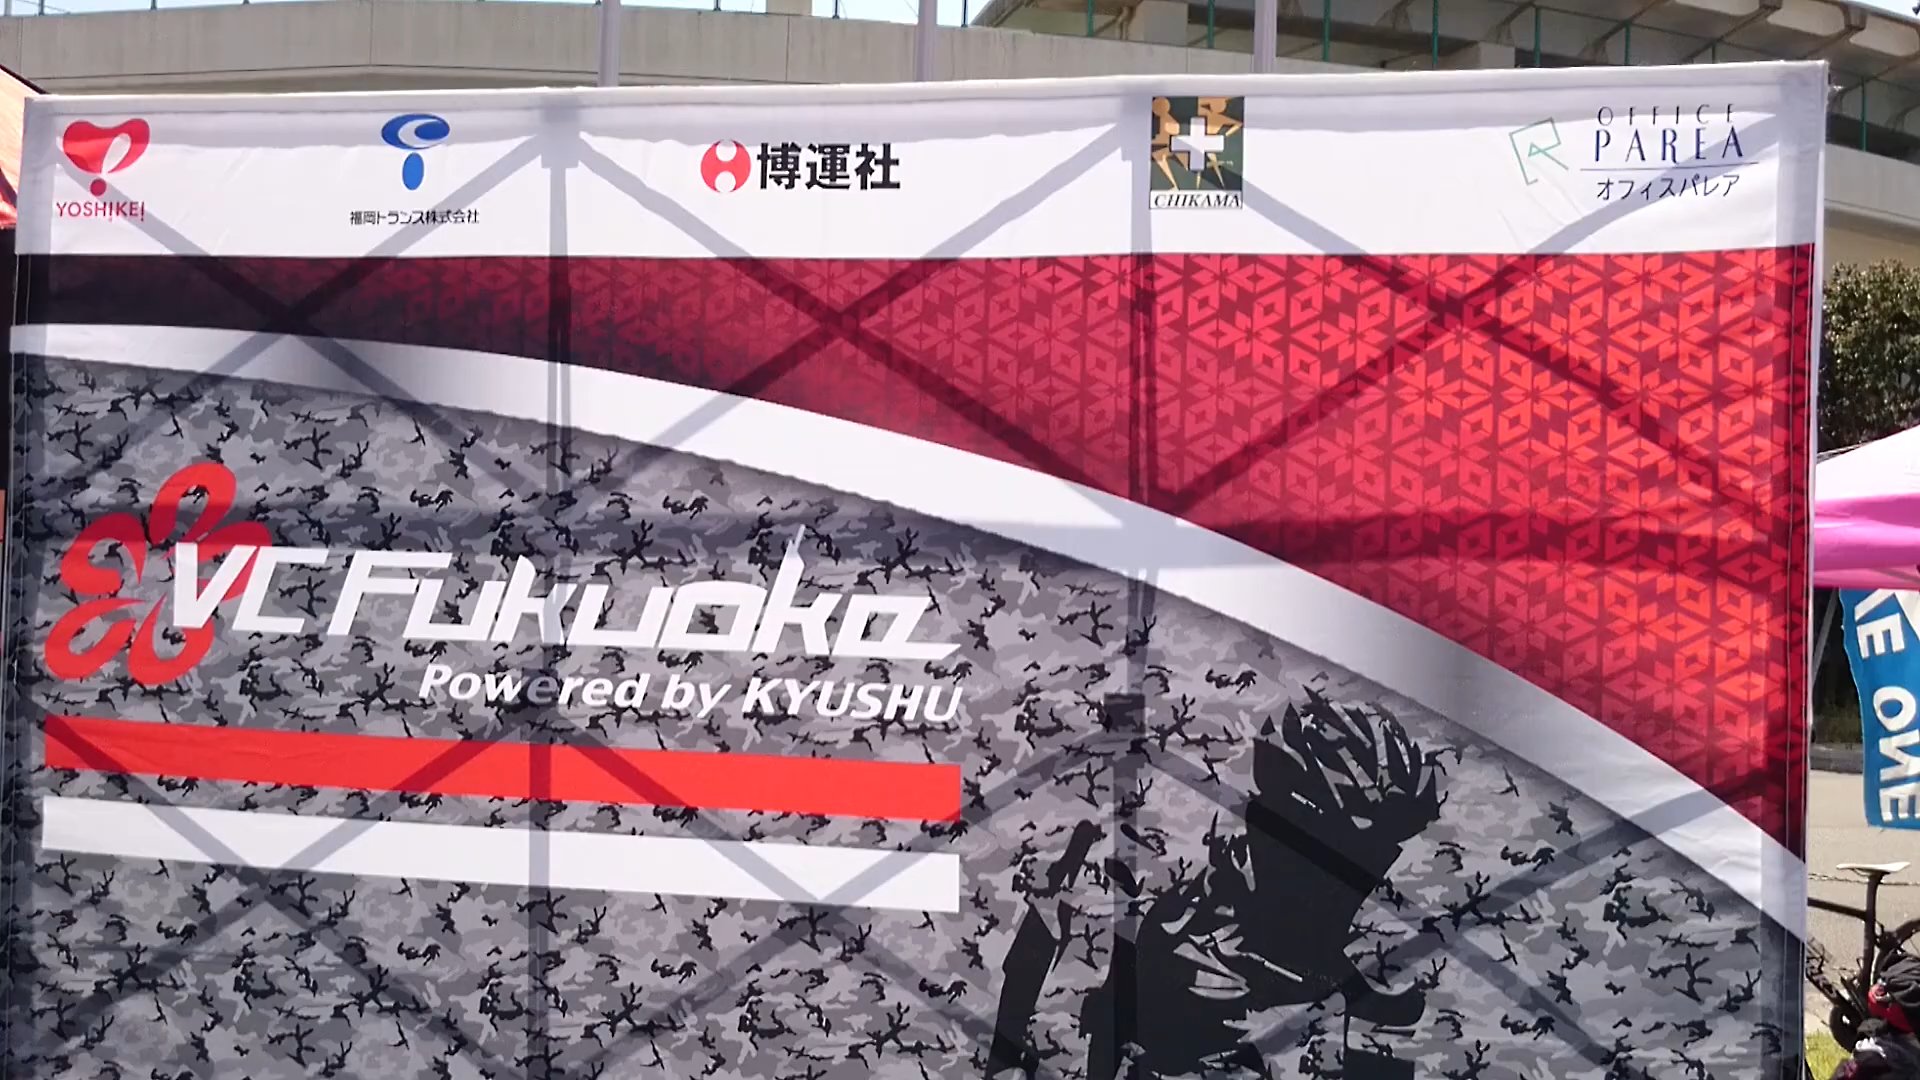 YOSHIKEI
福岡トランス株式会社
博運社
CHIKAMA
OFFICE
PAREA
オフィスパレア
VC Fukuoka
Powered by KYUSHU
ONE